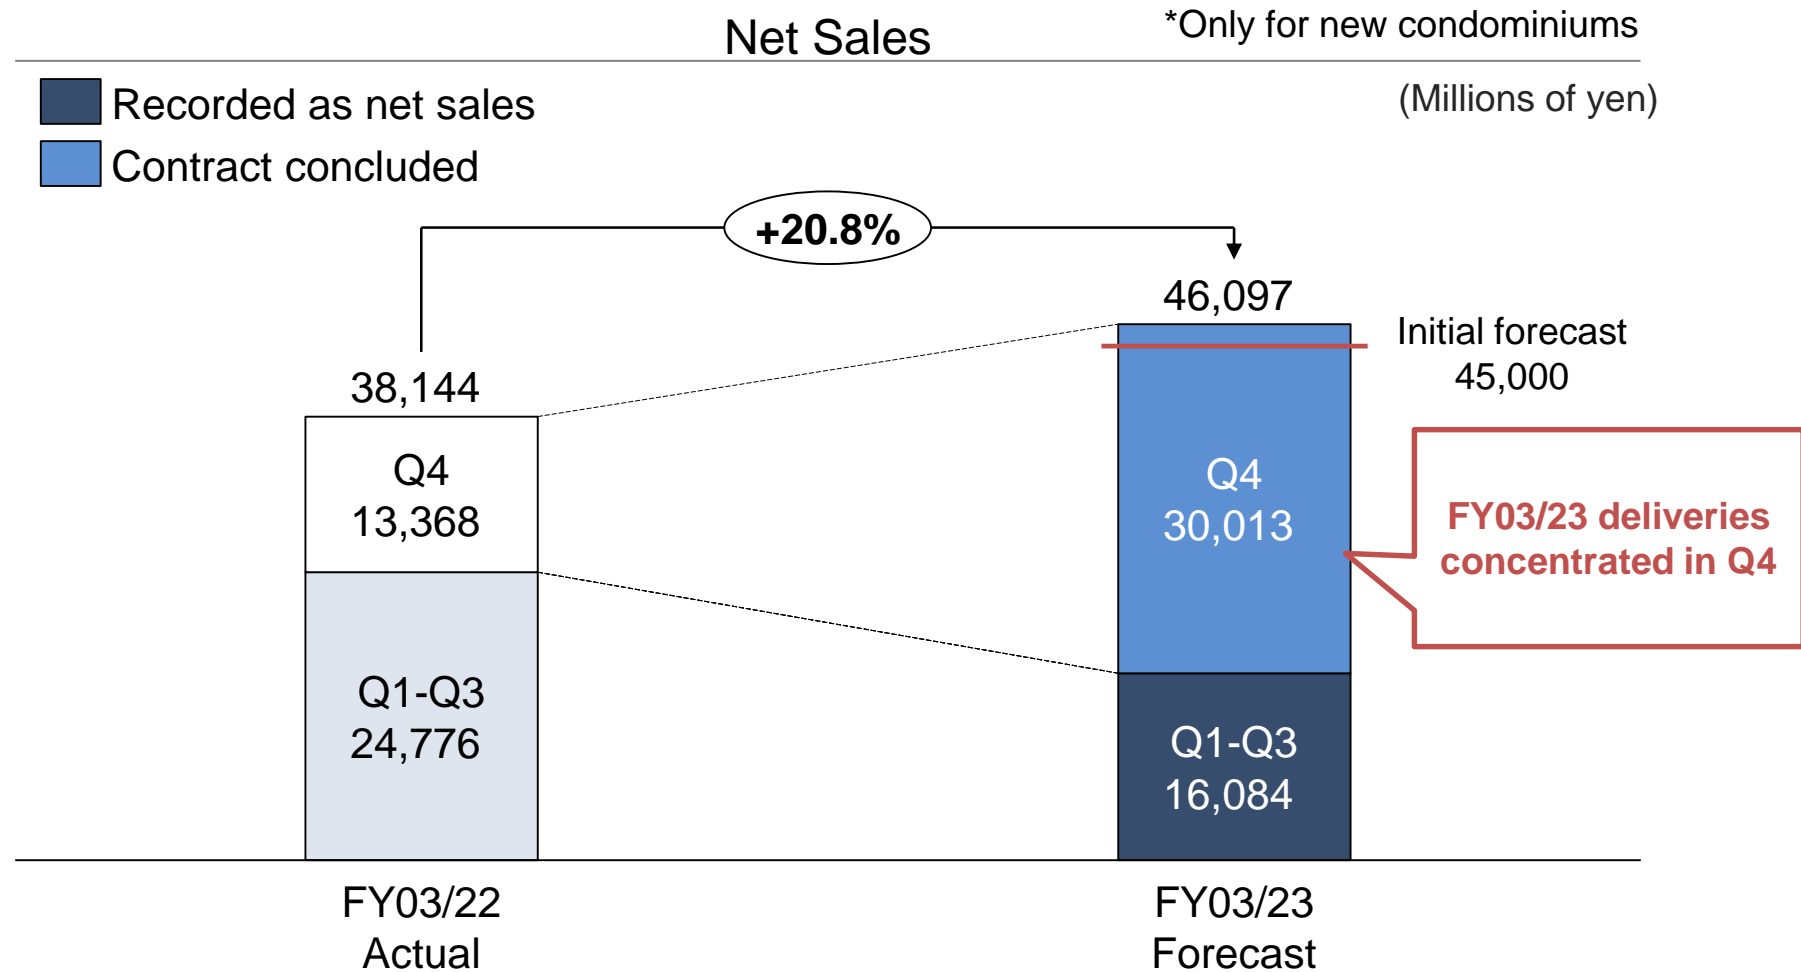 Net Sales
*Only for new condominiums
(Millions of yen)
Recorded as net sales
Contract concluded
+20.8%
38,144
Q4
13,368
Q1-Q3
24,776
46,097
Q4
30,013
Q1-Q3
16,084
Initial forecast
45,000
FY03/23 deliveries
concentrated in Q4
FY03/22
Actual
FY03/23
Forecast